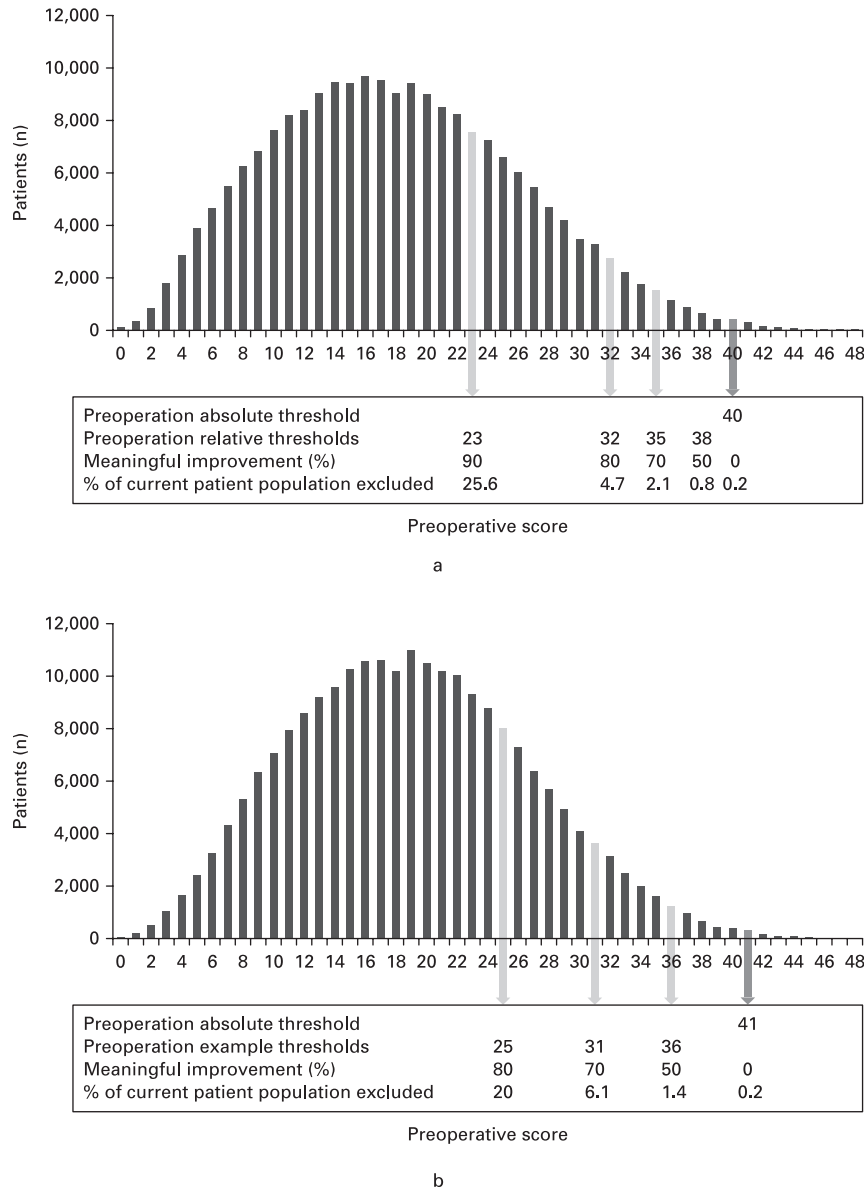 12,000
10,000
8,000
6,000
4,000
2,000
0
Patients (n)
0 2 4 6 8 10 12 14 16 18 20 22 24 26 28 30 32 34 36 38 40 42 44 46 48
Preoperation absolute threshold 40
Preoperation relative thresholds 23 32 35 38
Meaningful improvement (%) 90 80 70 50 0
% of current patient population excluded 25.6 4.7 2.1 0.8 0.2
Preoperative score
a
12,000
10,000
8,000
6,000
4,000
2,000
0
Patients (n)
0 2 4 6 8 10 12 14 16 18 20 22 24 26 28 30 32 34 36 38 40 42 44 46 48
Preoperation absolute threshold 41
Preoperation example thresholds 25 31 36
Meaningful improvement (%) 80 70 50 0
% of current patient population excluded 20 6.1 1.4 0.2
Preoperative score
b